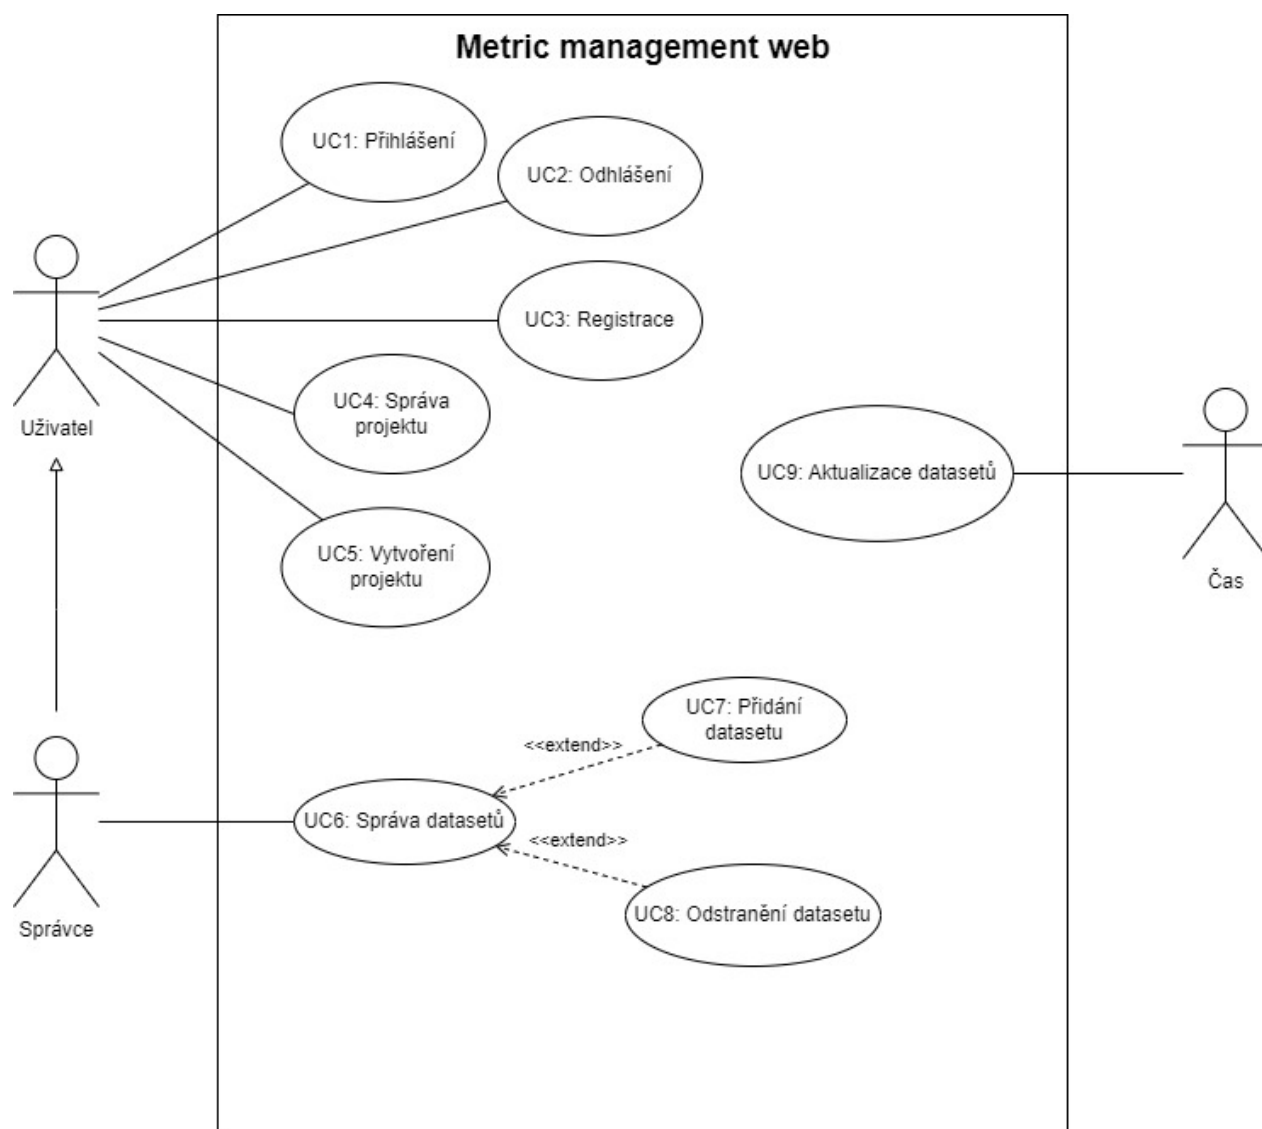 Metric management web
UC1: Přihlášení
UC2: Odhlášení
UC3: Registrace
UC4: Správa
projektu
Uživatel
UC9: Aktualizace datasetů
UC5: Vytvoření
projektu
Čas
UC7: Přidání
datasetu
<<extend>>
UC6: Správa datasetů
<<extend>>
UC8: Odstranění datasetu
Správce